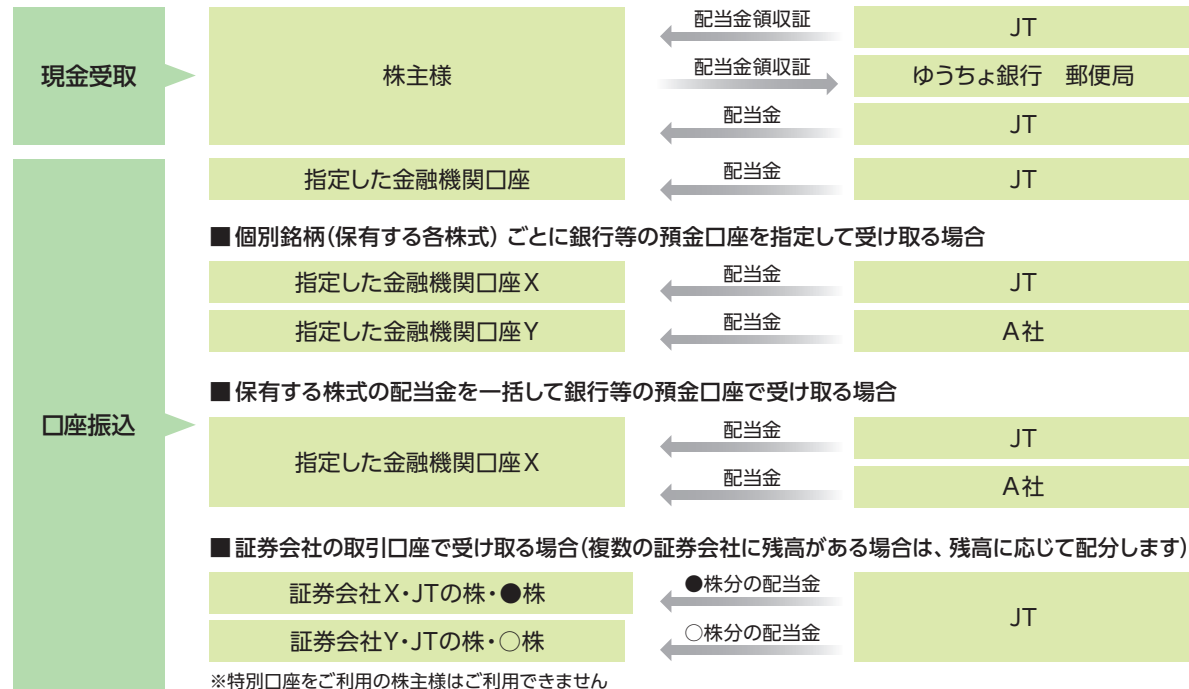 現金受取
株主様
配当金領収証
JT
配当金領収証
ゆうちょ銀行　郵便局
配当金
JT
口座振込
指定した金融機関口座
配当金
JT
■個別銘柄(保有する各株式)ごとに銀行等の預金口座を指定して受け取る場合
指定した金融機関口座X
配当金
JT
指定した金融機関口座Y
配当金
A社
■保有する株式の配当金を一括して銀行等の預金口座で受け取る場合
指定した金融機関口座X
配当金
JT
配当金
A社
■証券会社の取引口座で受け取る場合(複数の証券会社に残高がある場合は、残高に応じて配分します)
証券会社X・JTの株・●株
●株分の配当金
JT
証券会社Y・JTの株・○株
○株分の配当金
※特別口座をご利用の株主様はご利用できません